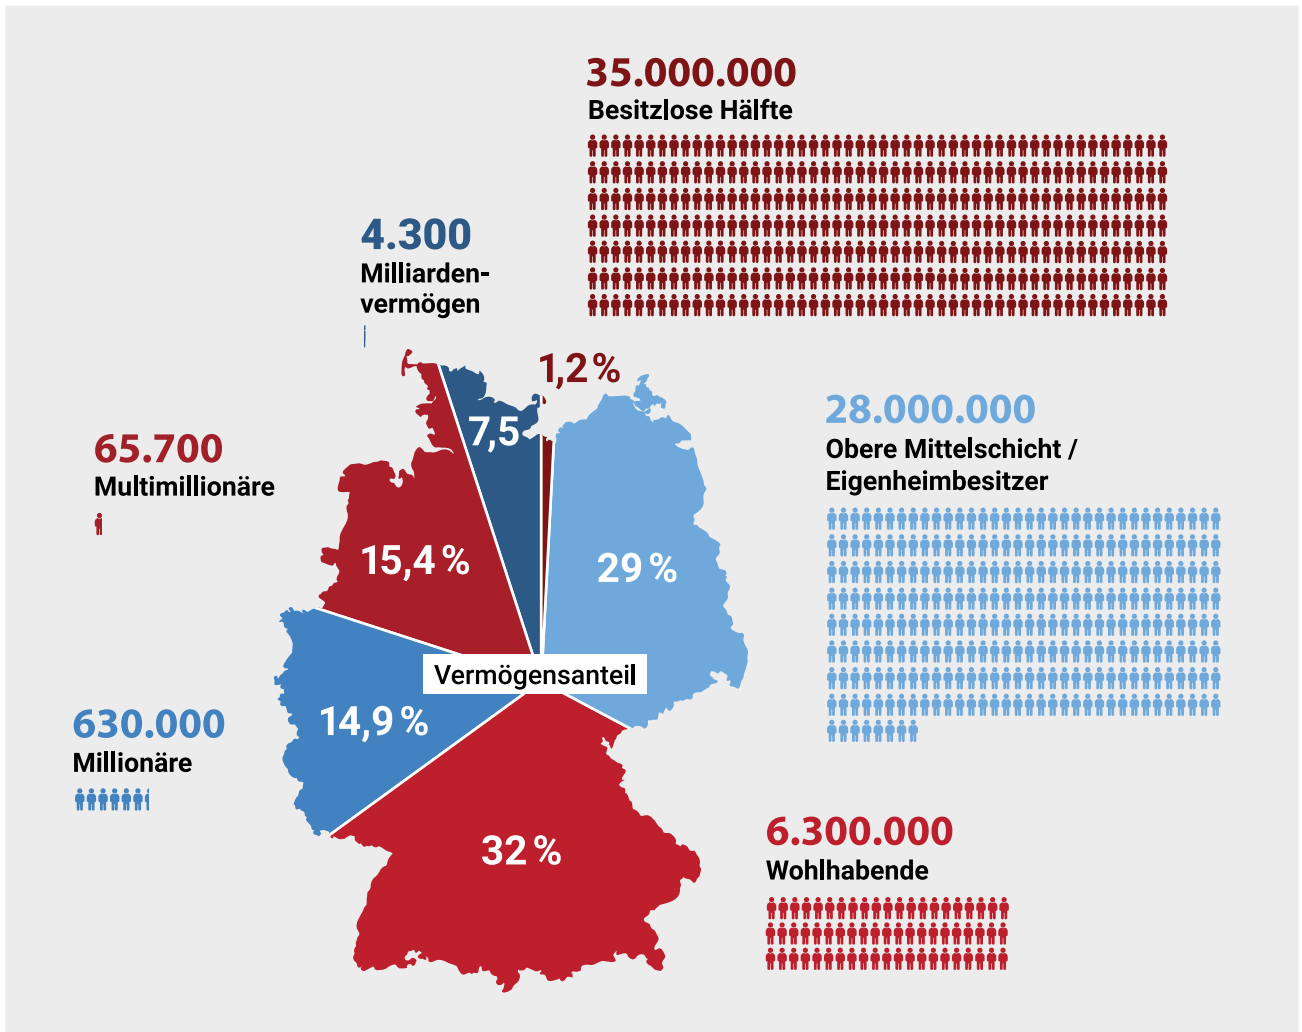 35.000.000
Besitzlose Hälfte
4.300
Milliarden-
vermögen
1,2 %
7,5
28.000.000
Obere Mittelschicht /
Eigenheimbesitzer
65.700
Multimillionäre
15,4 %
29 %
Vermögensanteil
630.000
Millionäre
14,9 %
32 %
6.300.000
Wohlhabende